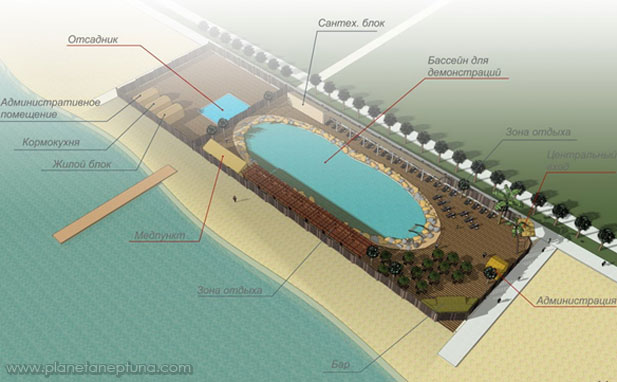 Сантех. блок
Отсадник
Бассейн для
демонстраций
Административное
помещение
Зона отдыха
Кормокухня
Центральный
вход
Жилой блок
Медпункт
Зона отдыха
Администрация
Бар
www.planetaneptuna.com